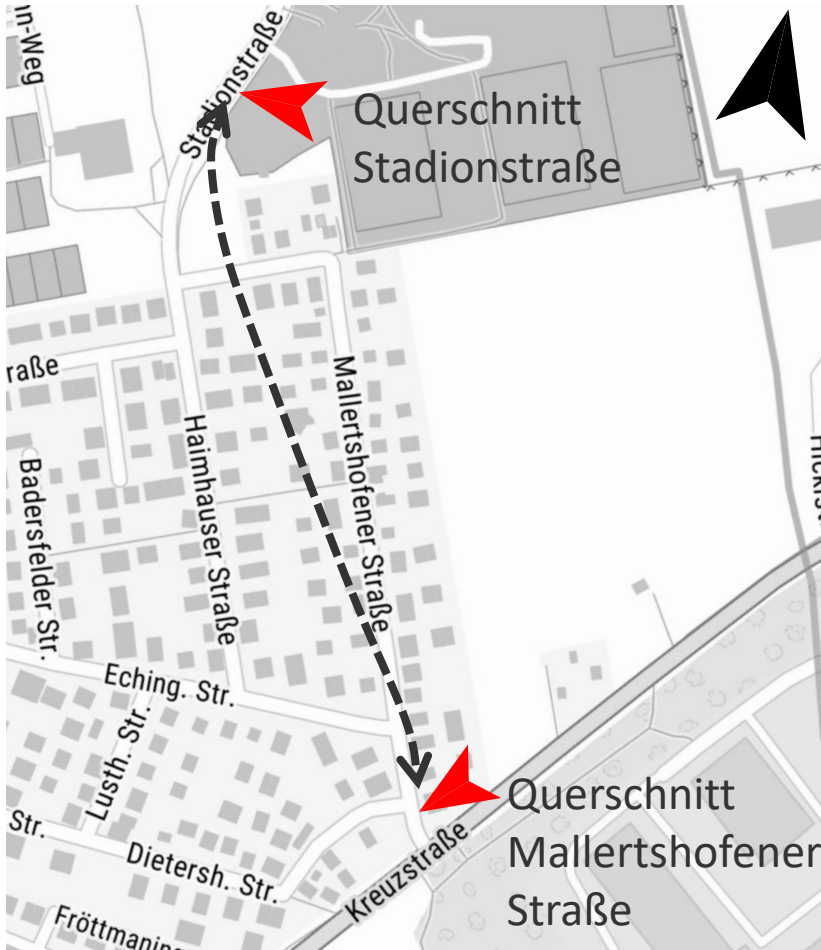 Stadionstraße
Querschnitt
Stadionstraße
raße
Mallertshofener Straße
Haimhauser Straße
Badersfelder Str.
Eching. Str.
Lusth. Str.
Querschnitt
Mallertshofener
Straße
Str.
Dietersh. Str.
Kreuzstraße